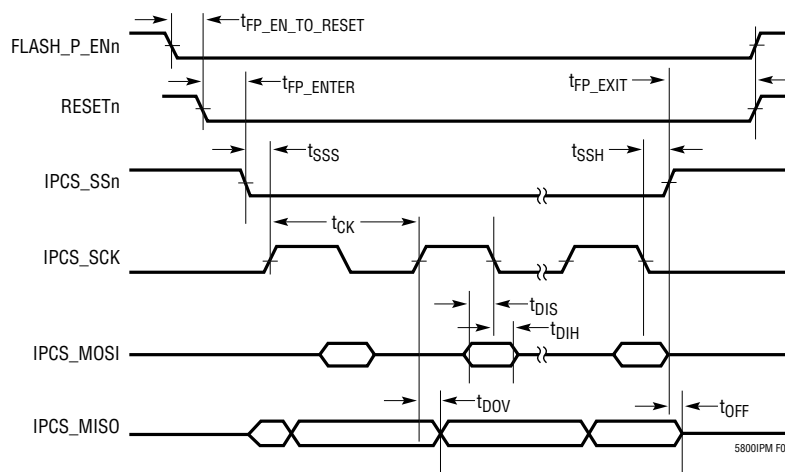 FLASH_P_ENn
tFP_EN_TO_RESET
RESETn
tFP_ENTER
tFP_EXIT
IPCS_SSn
tSSS
tSSH
IPCS_SCK
tCK
tDIS
tDIH
IPCS_MOSI
IPCS_MISO
tDOV
tOFF
5800IPM F0